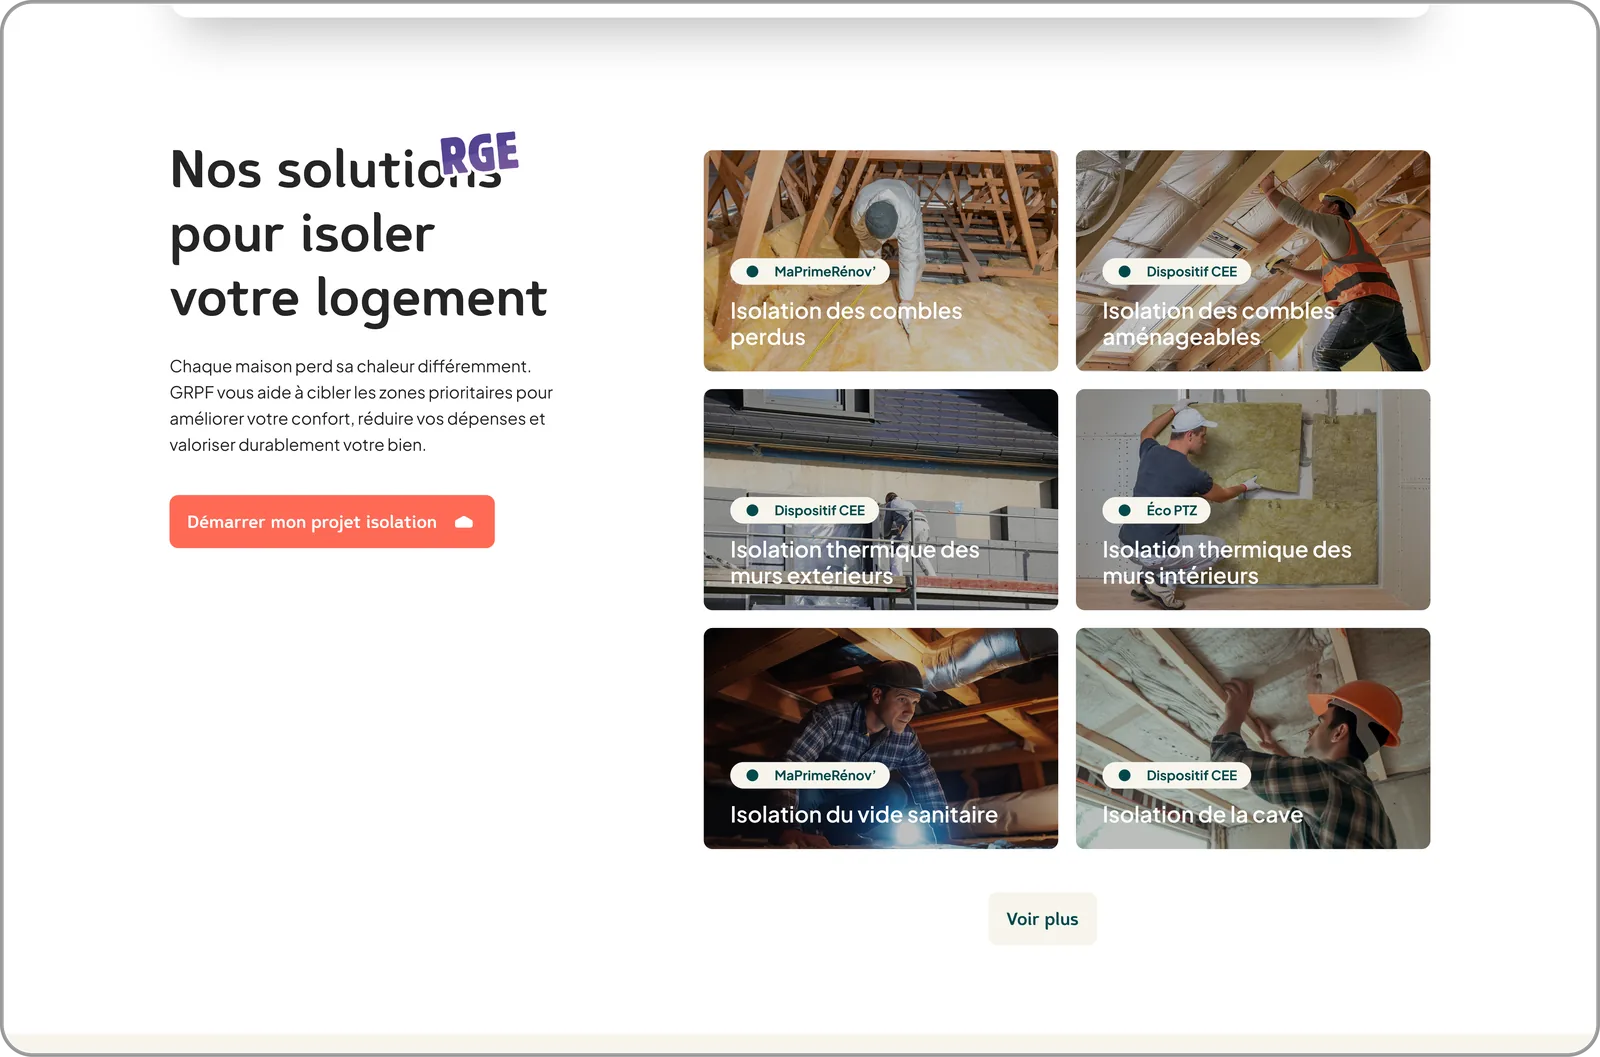 Nos solutions
RGE
pour isoler
votre logement
Chaque maison perd sa chaleur différemment.
GRPF vous aide à cibler les zones prioritaires pour
améliorer votre confort, réduire vos dépenses et
valoriser durablement votre bien.
Démarrer mon projet isolation
MaPrimeRénov’
Isolation des combles
perdus
Dispositif CEE
Isolation des combles
aménageables
Dispositif CEE
Isolation thermique des
murs extérieurs
Éco PTZ
Isolation thermique des
murs intérieurs
MaPrimeRénov’
Isolation du vide sanitaire
Dispositif CEE
Isolation de la cave
Voir plus